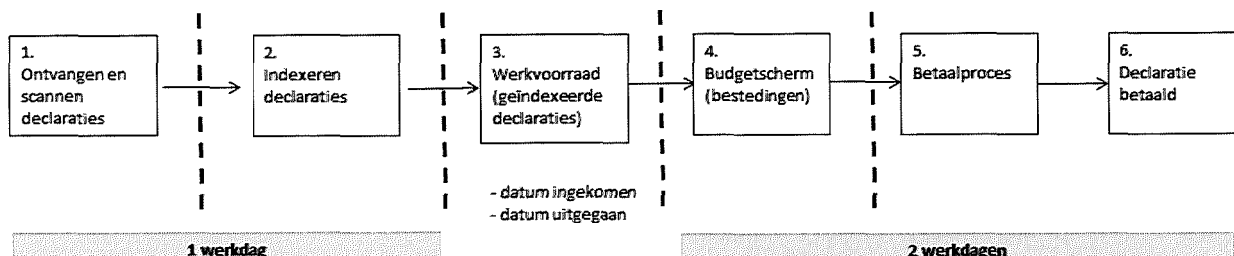 1.
Ontvangen en
scannen
declaraties
2.
Indexeren
declaraties
3.
Werkvoorraad
(geïndexeerde
declaraties)
4.
Budgetscherm
(bestedingen)
5.
Betaalproces
6.
Declaratie
betaald
- datum ingekomen
- datum uitgegaan
1 werkdag
2 werkdagen